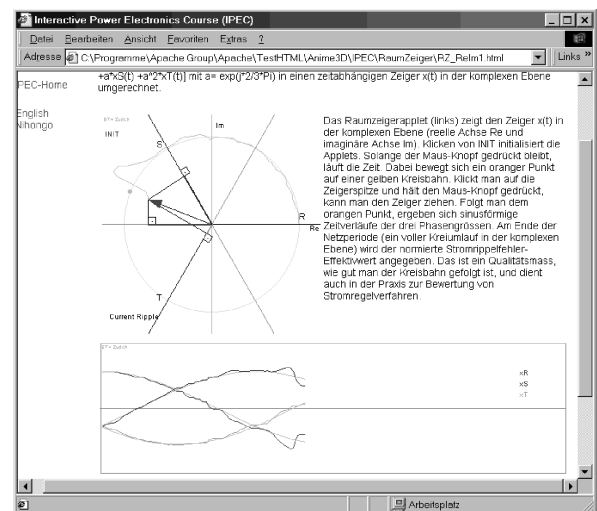 Interactive Power Electronics Course (IPEC)
Datei Bearbeiten Ansicht Favoriten Extras ?
Adresse C:\Programme\Apache Group\Apache\TestHTML\Anime3D\IPEC\RaumZeiger\RZ_ReIm1.html Links »
IPEC-Home
English
Nihongo
+a*xS(t) +a^2*xT(t)] mit a= exp(j*2/3*Pi) in einen zeitabhängigen Zeiger x(t) in der komplexen Ebene
umgerechnet.
INIT
S
Im
R
Re
T
Current Ripple
Das Raumzeigerapplet (links) zeigt den Zeiger x(t) in
der komplexen Ebene (reelle Achse Re und
imaginäre Achse Im). Klicken von INIT initialisiert die
Applets. Solange der Maus-Knopf gedrückt bleibt,
läuft die Zeit. Dabei bewegt sich ein oranger Punkt
auf einer gelben Kreisbahn. Klickt man auf die
Zeigerspitze und hält den Maus-Knopf gedrückt,
kann man den Zeiger ziehen. Folgt man dem
orangen Punkt, ergeben sich sinusförmige
Zeitverläufe der drei Phasengrössen. Am Ende der
Netzperiode (ein voller Kreiumlauf in der komplexen
Ebene) wird der normierte Stromrippelfehler-
Effektivwert angegeben. Das ist ein Qualitätsmass,
wie gut man der Kreisbahn gefolgt ist, und dient
auch in der Praxis zur Bewertung von
Stromregelverfahren.
xR
xS
xT
Arbeitsplatz